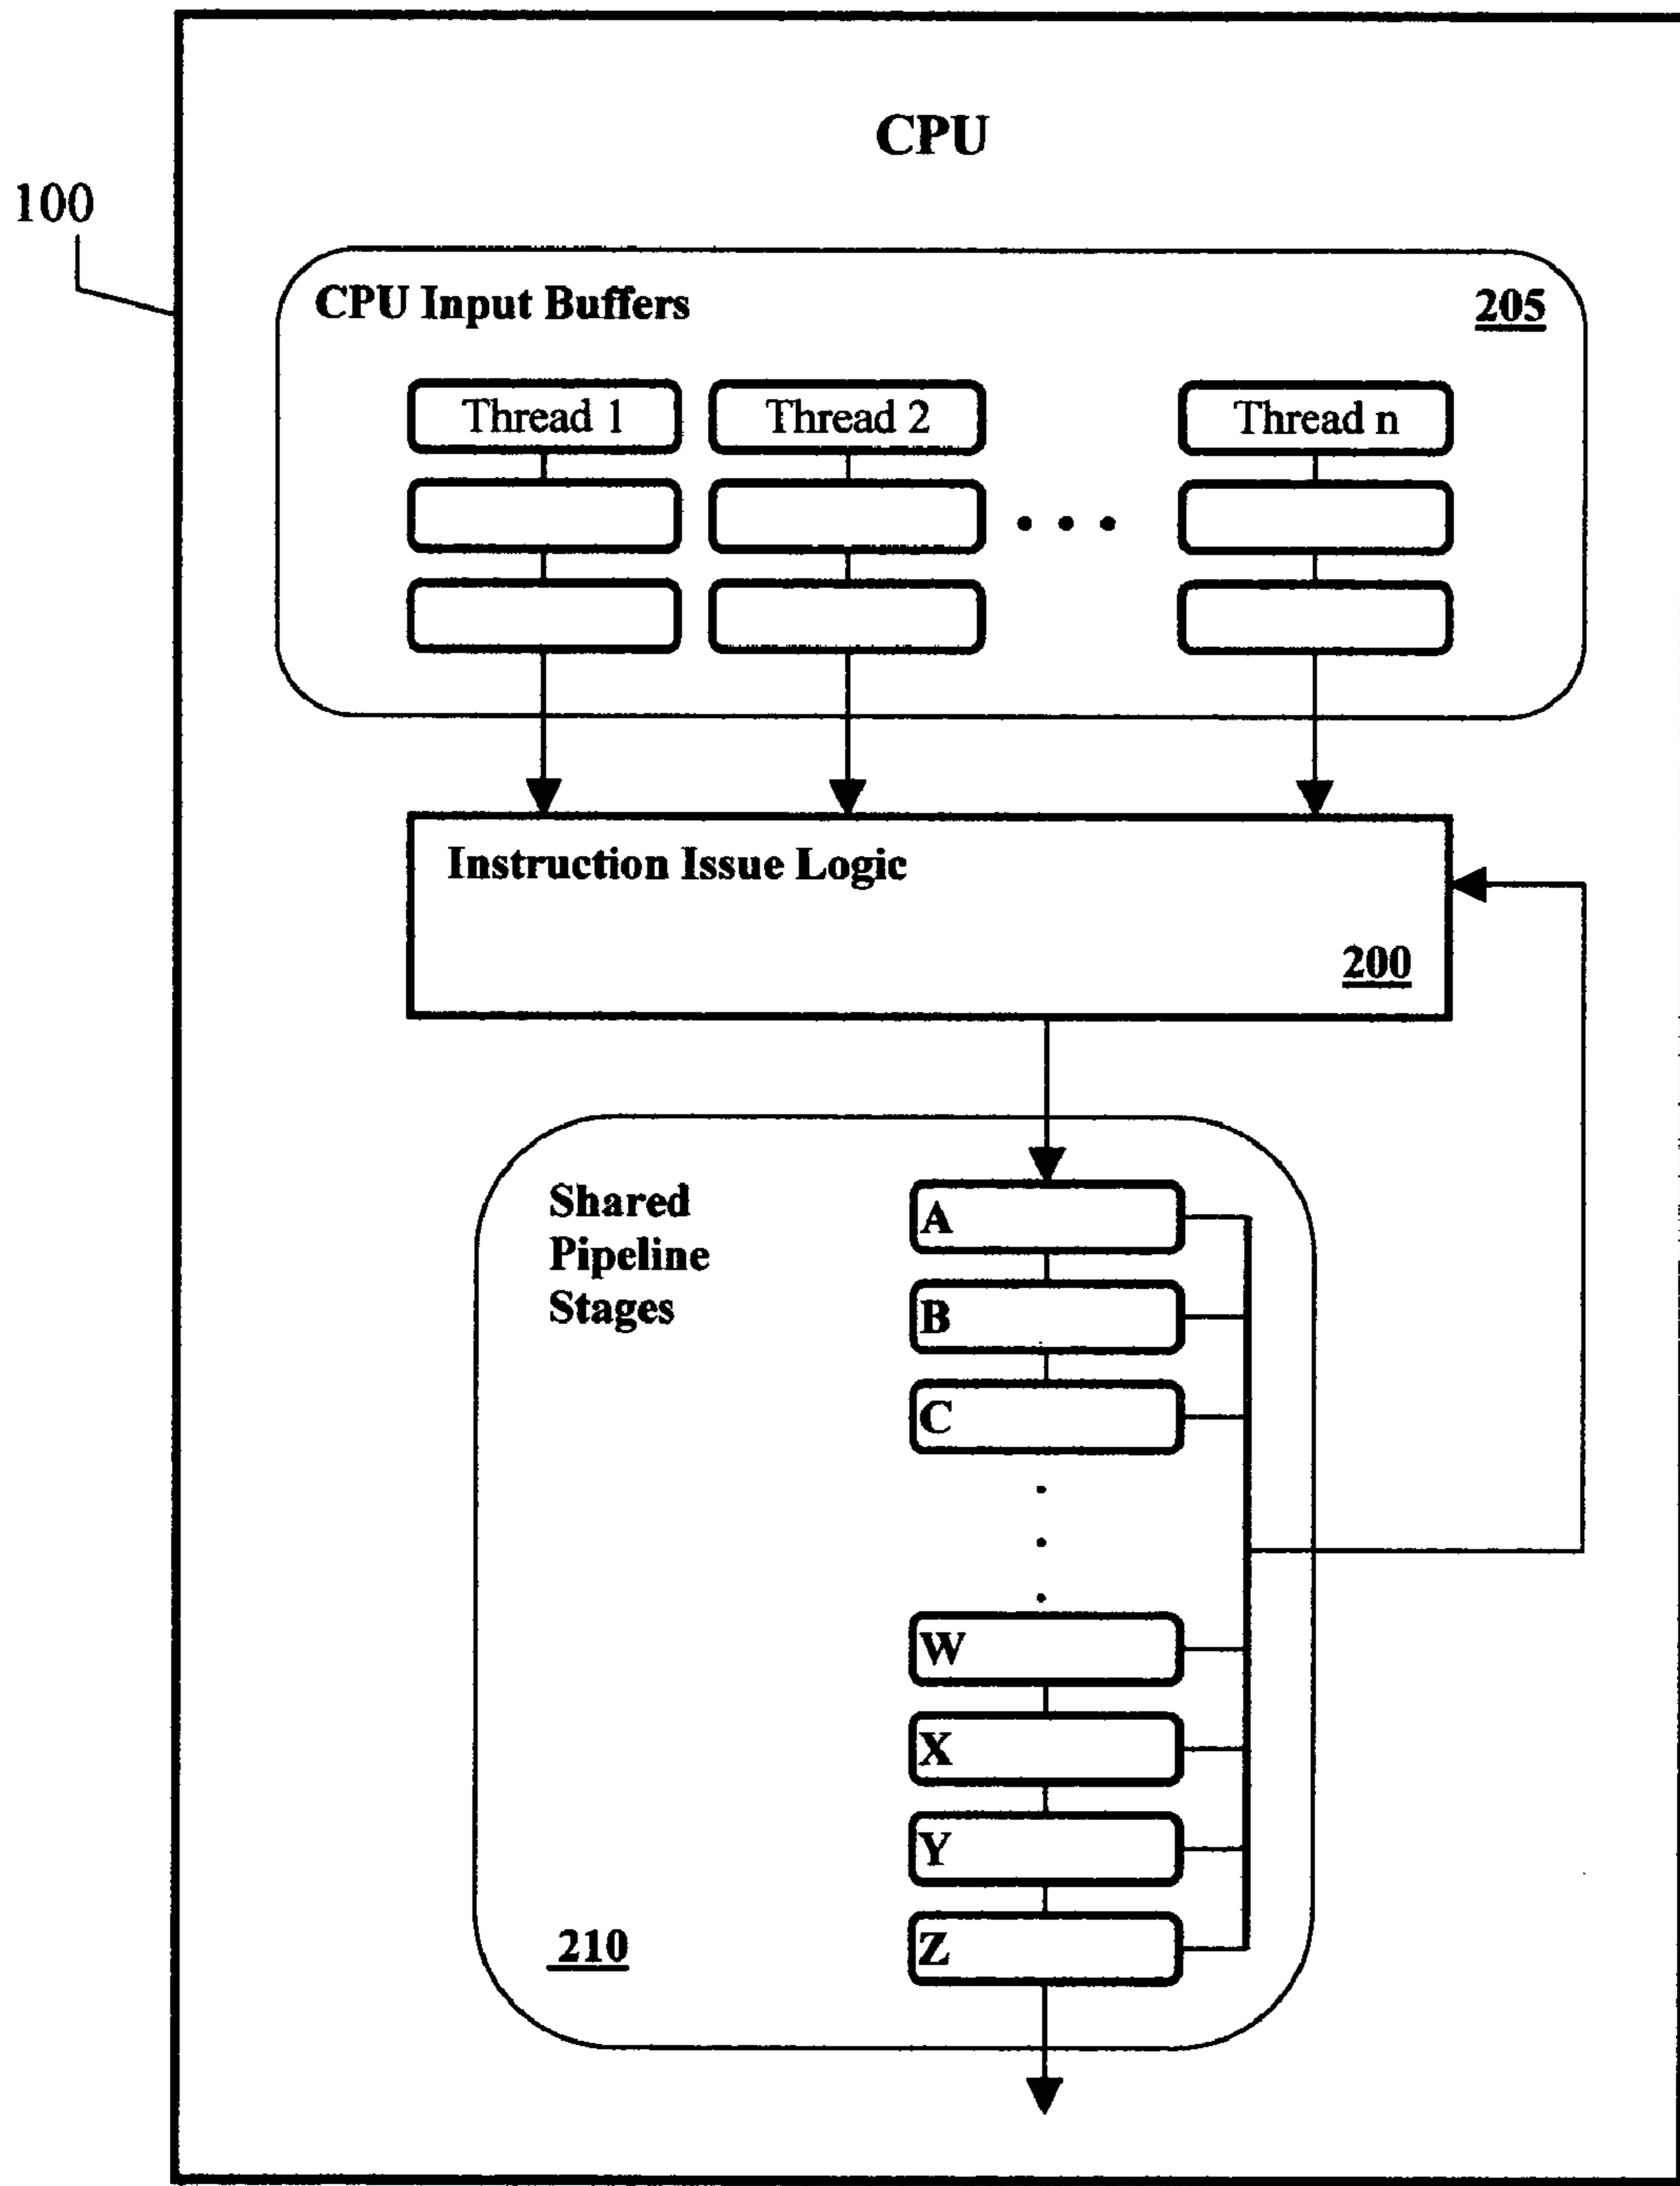 CPU
100
CPU Input Buffers 205
Thread 1 Thread 2 Thread n
Instruction Issue Logic
200
Shared
Pipeline
Stages
A
B
C
W
X
Y
Z
210